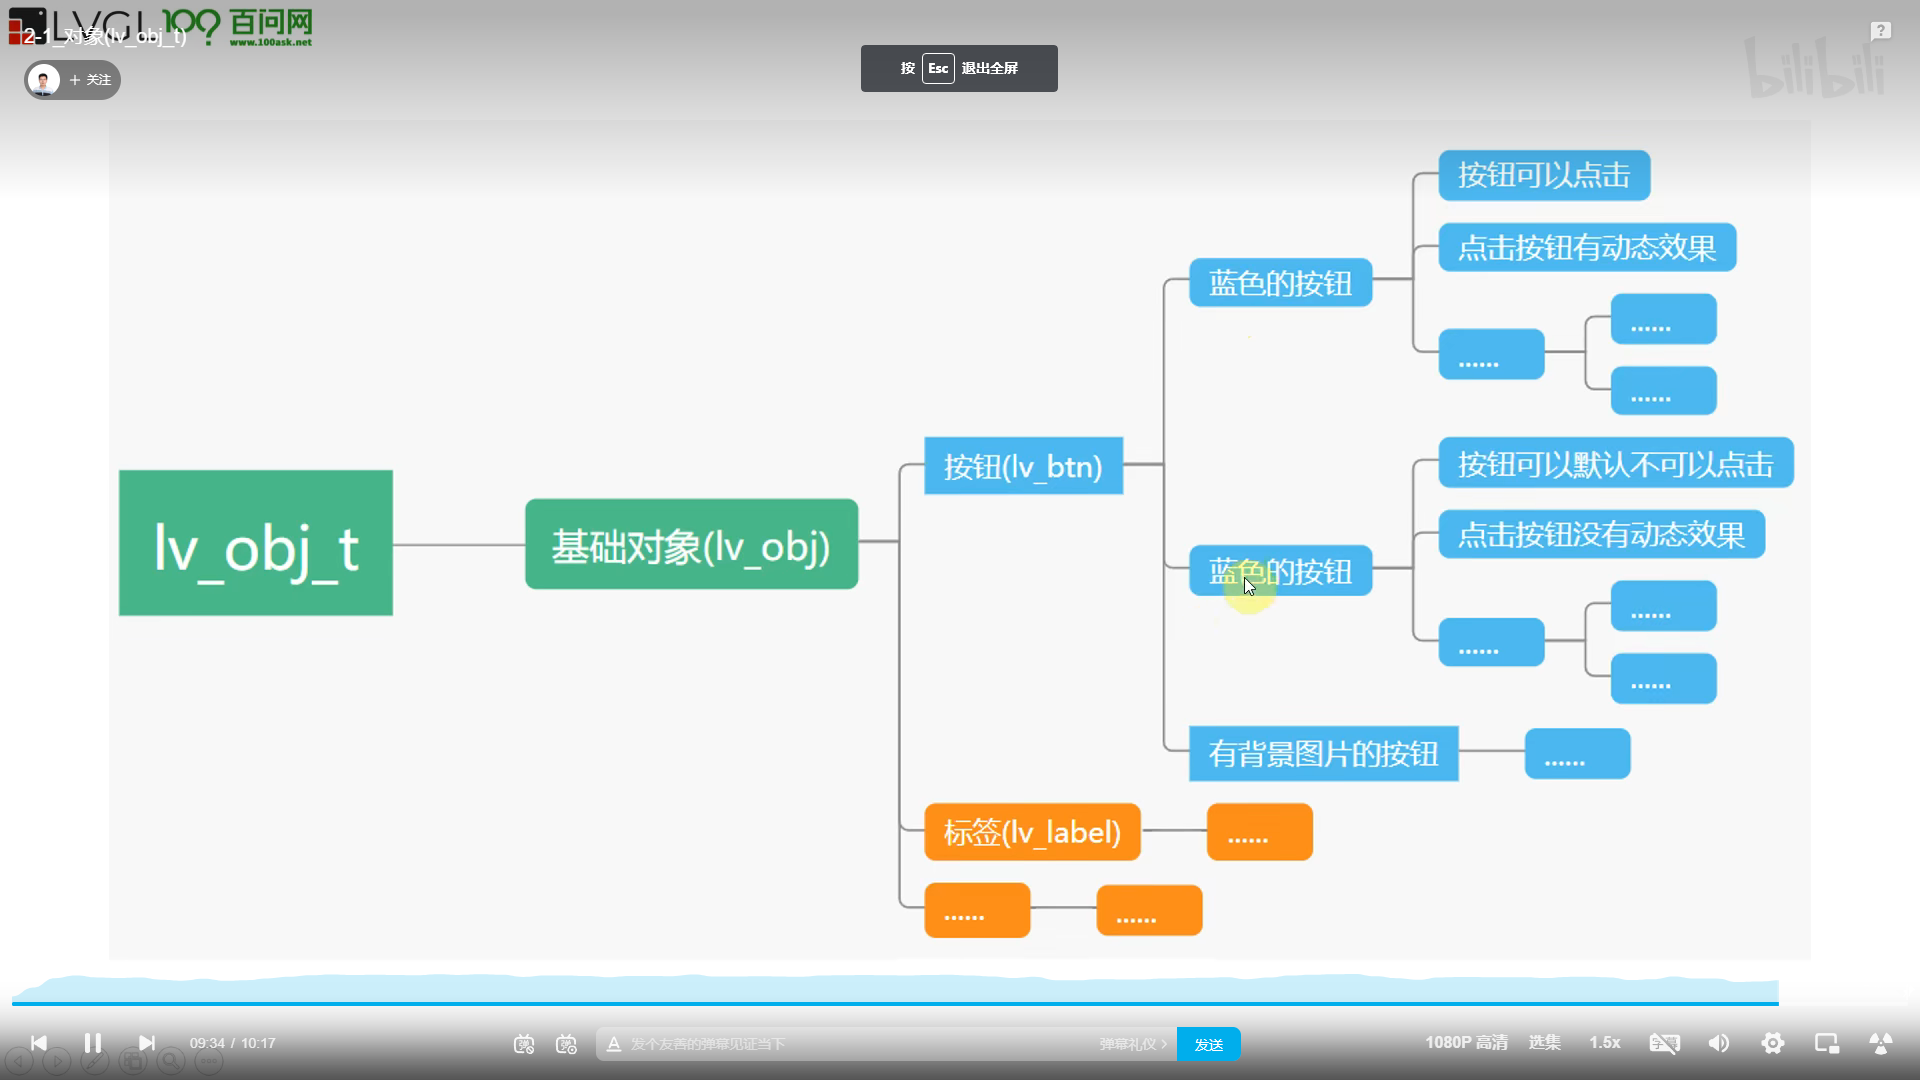 LVGL 100? 百问网
www.100ask.net
2-1_对象(lv_obj_t)
+ 关注
按 Esc 退出全屏
?
bilibili
lv_obj_t
基础对象(lv_obj)
按钮(lv_btn)
蓝色的按钮
按钮可以点击
点击按钮有动态效果
......
......
......
蓝色的按钮
按钮可以默认不可以点击
点击按钮没有动态效果
......
......
......
有背景图片的按钮
......
标签(lv_label)
......
......
......
09:34 / 10:17
弹
弹
A 发个友善的弹幕见证当下
弹幕礼仪 >
发送
1080P 高清
选集
1.5x
字幕